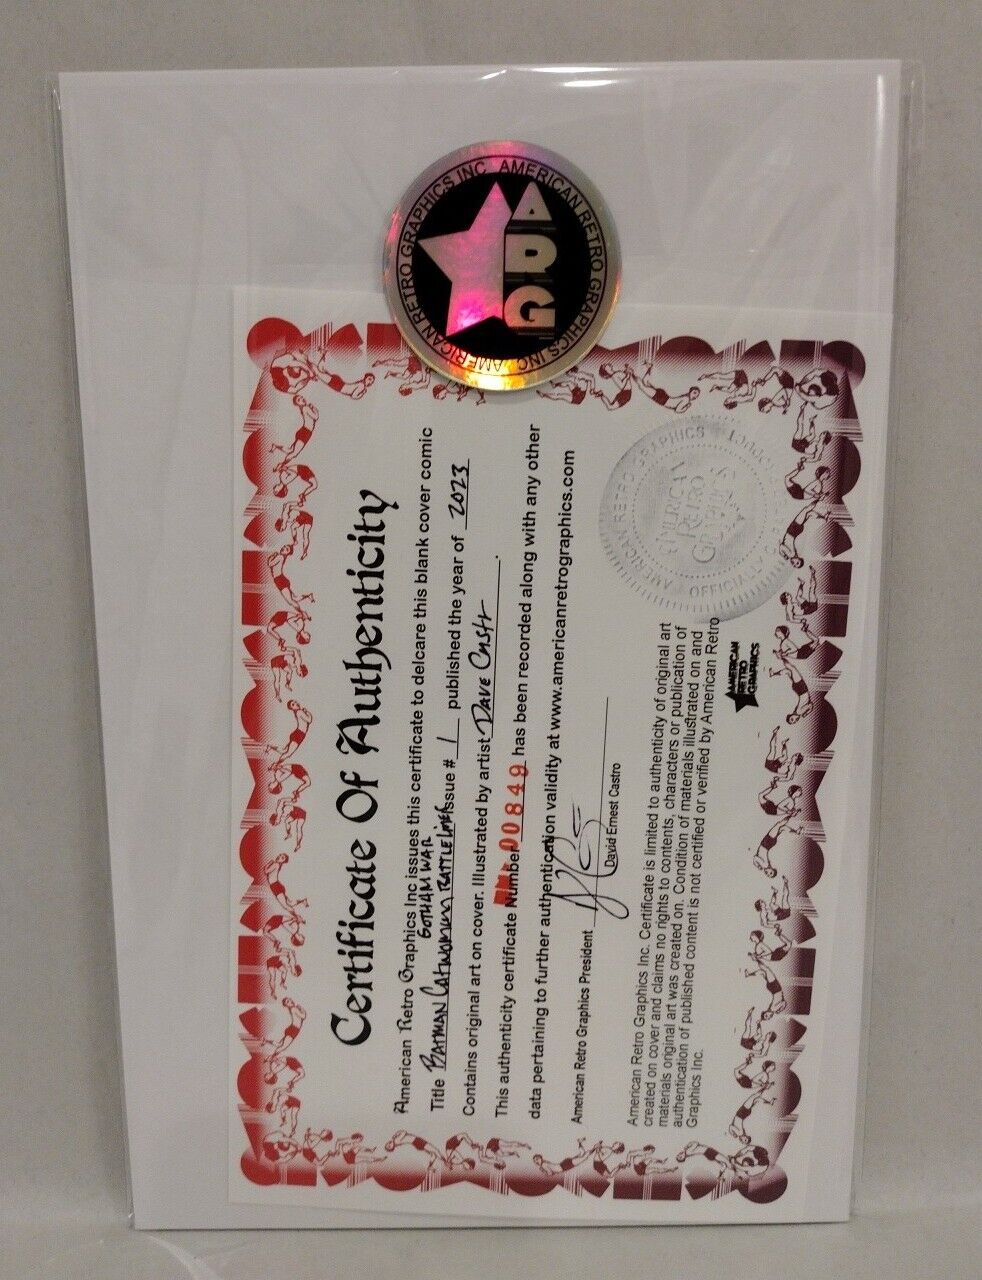 AMERICAN RETRO GRAPHICS INC. AMERICAN RETRO GRAPHICS INC.
ARG
Certificate Of Authenticity
American Retro Graphics Inc issues this certificate to delcare this blank cover comic
GOTHAM WAR
Title BATMAN CATWOMAN BATTLE LINES Issue # 1 published the year of 2023
Contains original art on cover. Illustrated by artist DAVE CASTR.
This authenticity certificate Number 00849 has been recorded along with any other
data pertaining to further authentication validity at www.americanretrographics.com
American Retro Graphics President
David Ernest Castro
American Retro Graphics Inc. Certificate is limited to authenticity of original art
created on cover and claims no rights to contents, characters or publication of
materials original art was created on. Condition of materials illustrated on and
authentication of published content is not certified or verified by American Retro
Graphics Inc.
AMERICAN
RETRO
GRAPHICS
AMERICAN RETRO GRAPHICS
OFFICIALLY
PRODUCT
AMERICAN
RETRO
GRAPHICS